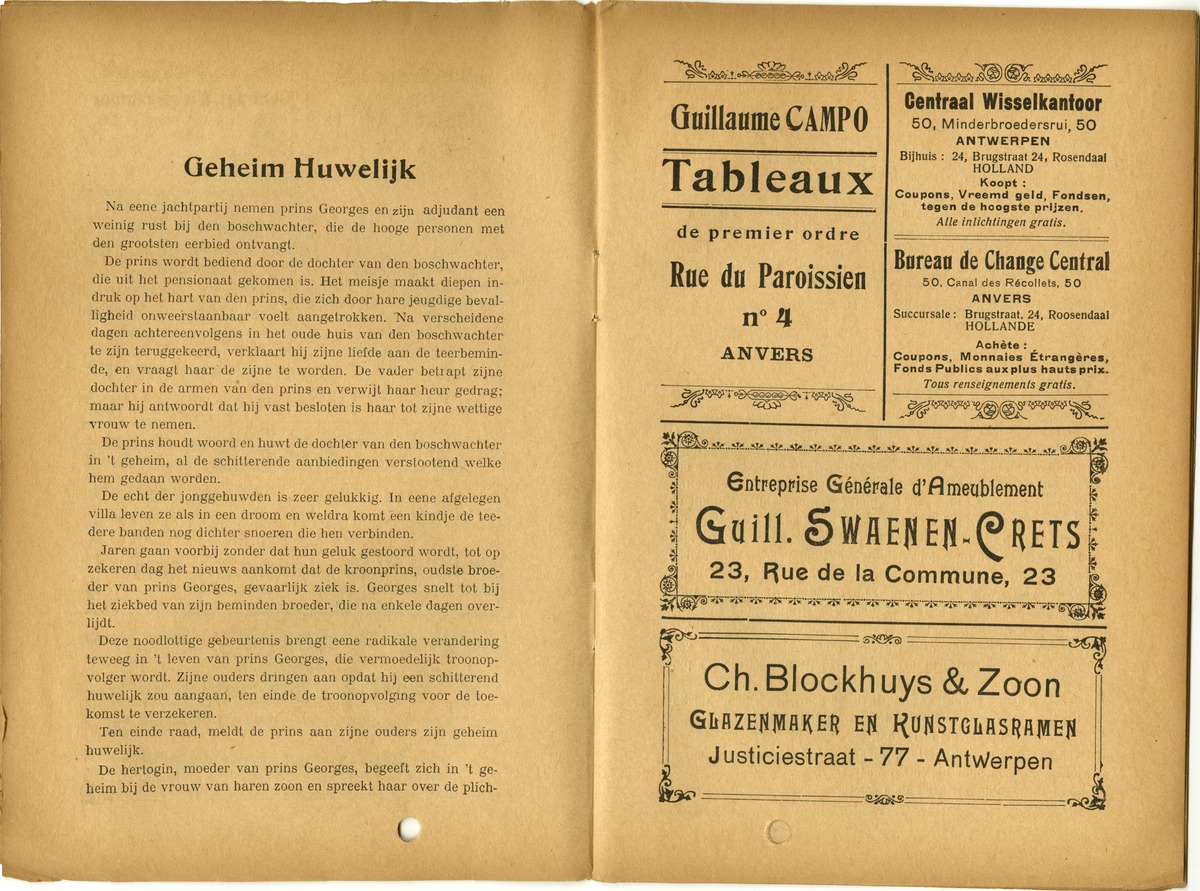 Geheim Huwelijk
Na eene jachtpartij nemen prins Georges en zijn adjudant een
weinig rust bij den boschwachter, die de hooge personen met
den grootsten eerbied ontvangt.
De prins wordt bediend door de dochter van den boschwachter,
die uit het pensionaat gekomen is. Het meisje maakt diepen in-
druk op het hart van den prins, die zich door hare jeugdige beval-
ligheid onweerstaanbaar voelt aangetrokken. Na verscheidene
dagen achtereenvolgens in het oude huis van den boschwachter
te zijn teruggekeerd, verklaart hij zijne liefde aan de teerbemin-
de, en vraagt haar de zijne te worden. De vader betrapt zijne
dochter in de armen van den prins en verwijt haar heur gedrag;
maar hij antwoordt dat hij vast besloten is haar tot zijne wettige
vrouw te nemen.
De prins houdt woord en huwt de dochter van den boschwachter
in 't geheim, al de schitterende aanbiedingen verstootend welke
hem gedaan worden.
De echt der jonggehuwden is zeer gelukkig. In eene afgelegen
villa leven ze als in een droom en weldra komt een kindje de tee-
dere banden nog dichter snoeren die hen verbinden.
Jaren gaan voorbij zonder dat hun geluk gestoord wordt, tot op
zekeren dag het nieuws aankomt dat de kroonprins, oudste broe-
der van prins Georges, gevaarlijk ziek is. Georges snelt tot bij
het ziekbed van zijn beminden broeder, die na enkele dagen over-
lijdt.
Deze noodlottige gebeurtenis brengt eene radikale verandering
teweeg in 't leven van prins Georges, die vermoedelijk troonop-
volger wordt. Zijne ouders dringen aan opdat hij een schitterend
huwelijk zou aangaan, ten einde de troonopvolging voor de toe-
komst te verzekeren.
Ten einde raad, meldt de prins aan zijne ouders zijn geheim
huwelijk.
De hertogin, moeder van prins Georges, begeeft zich in 't ge-
heim bij de vrouw van haren zoon en spreekt haar over de plich-
Guillaume CAMPO
Tableaux
de premier ordre
Rue du Paroissien
n° 4
ANVERS
Centraal Wisselkantoor
50, Minderbroedersrui, 50
ANTWERPEN
Bijhuis : 24, Brugstraat 24, Rosendaal
HOLLAND
Koopt :
Coupons, Vreemd geld, Fondsen,
tegen de hoogste prijzen.
Alle inlichtingen gratis.
Bureau de Change Central
50, Canal des Récollets, 50
ANVERS
Succursale : Brugstraat, 24, Roosendaal
HOLLANDE
Achète :
Coupons, Monnaies Étrangères,
Fonds Publics aux plus hauts prix.
Tous renseignements gratis.
Entreprise Générale d'Ameublement
Guill. SWAENEN-CRETS
23, Rue de la Commune, 23
Ch. Blockhuys & Zoon
GLAZENMAKER EN KUNSTGLASRAMEN
Justiciestraat - 77 - Antwerpen